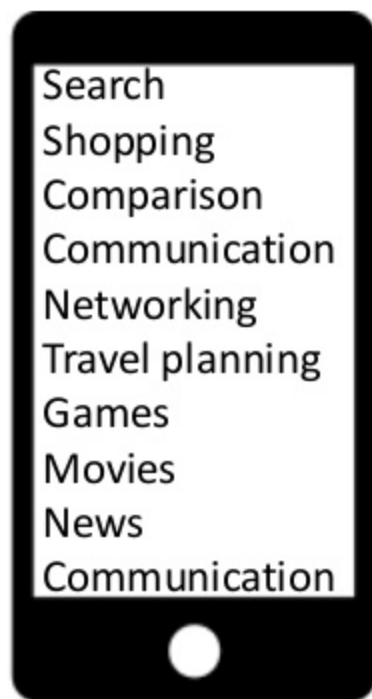 Search
Shopping
Comparison
Communication
Networking
Travel planning
Games
Movies
News
Communication